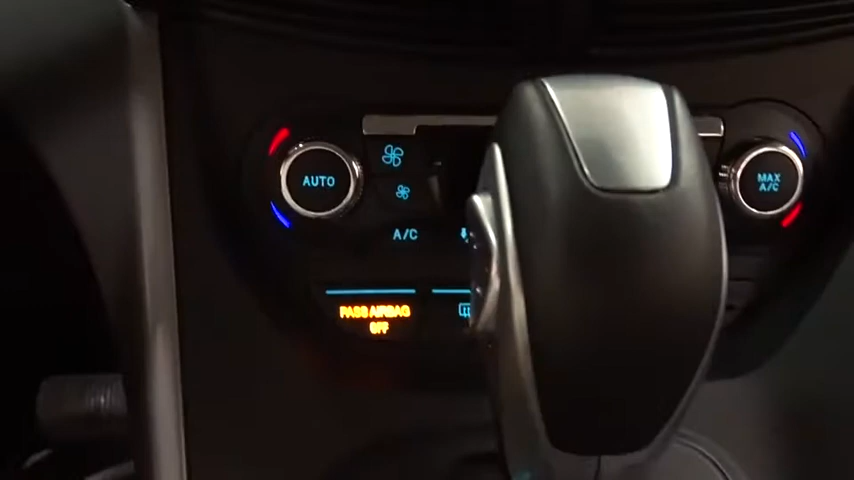 AUTO
MAX
A/C
A/C
PASS AIRBAG
OFF